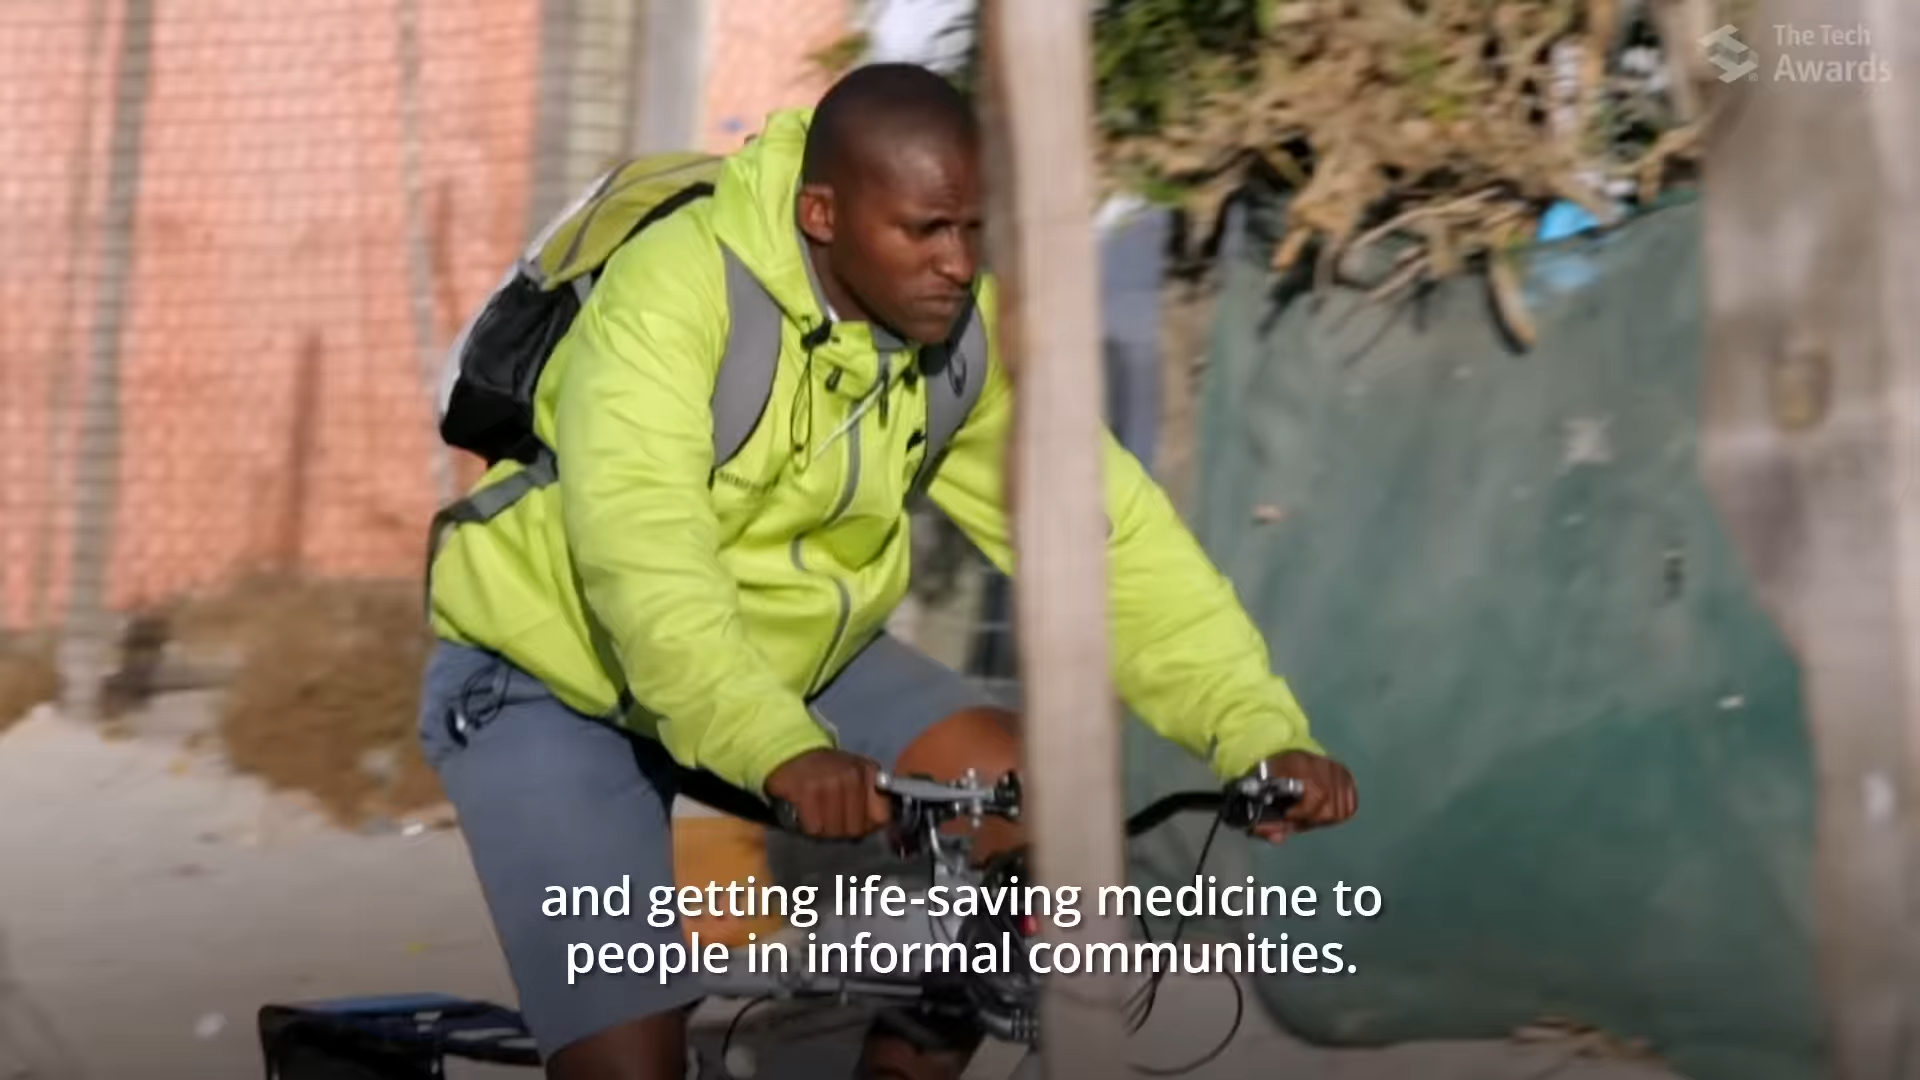 The Tech
Awards
and getting life-saving medicine to
people in informal communities.